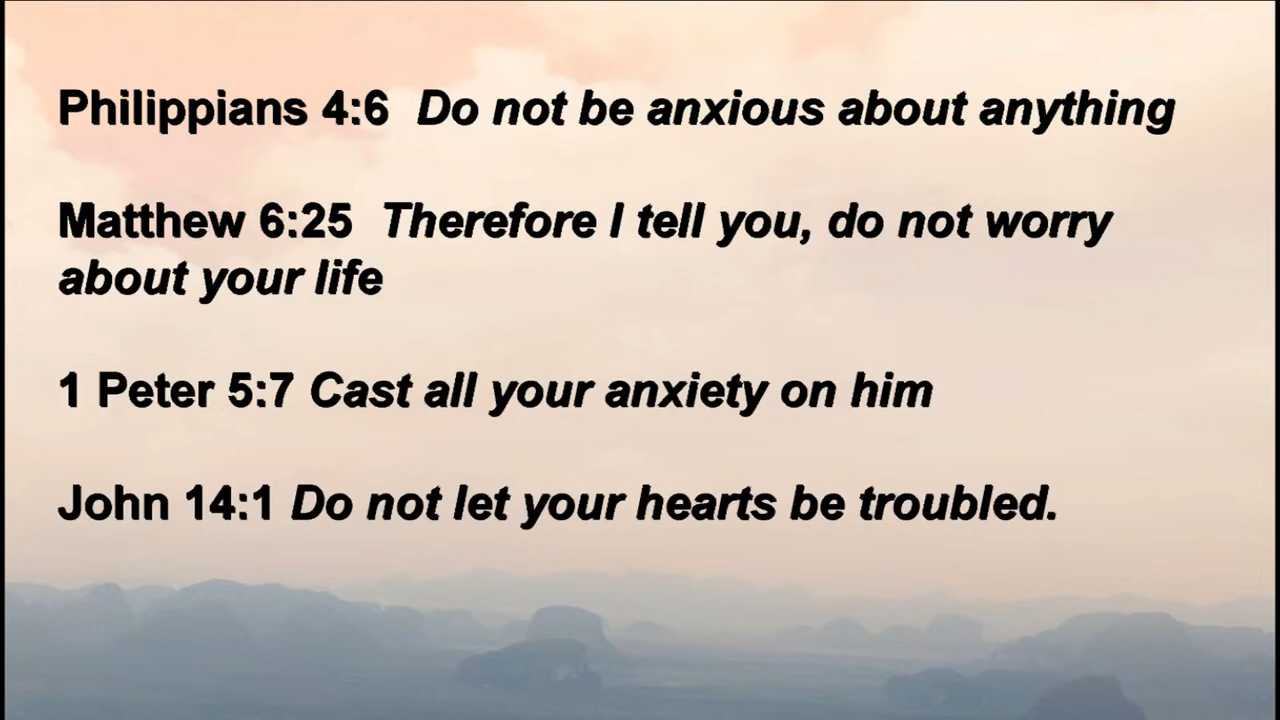 Philippians 4:6  Do not be anxious about anything
Matthew 6:25  Therefore I tell you, do not worry
about your life
1 Peter 5:7 Cast all your anxiety on him
John 14:1 Do not let your hearts be troubled.